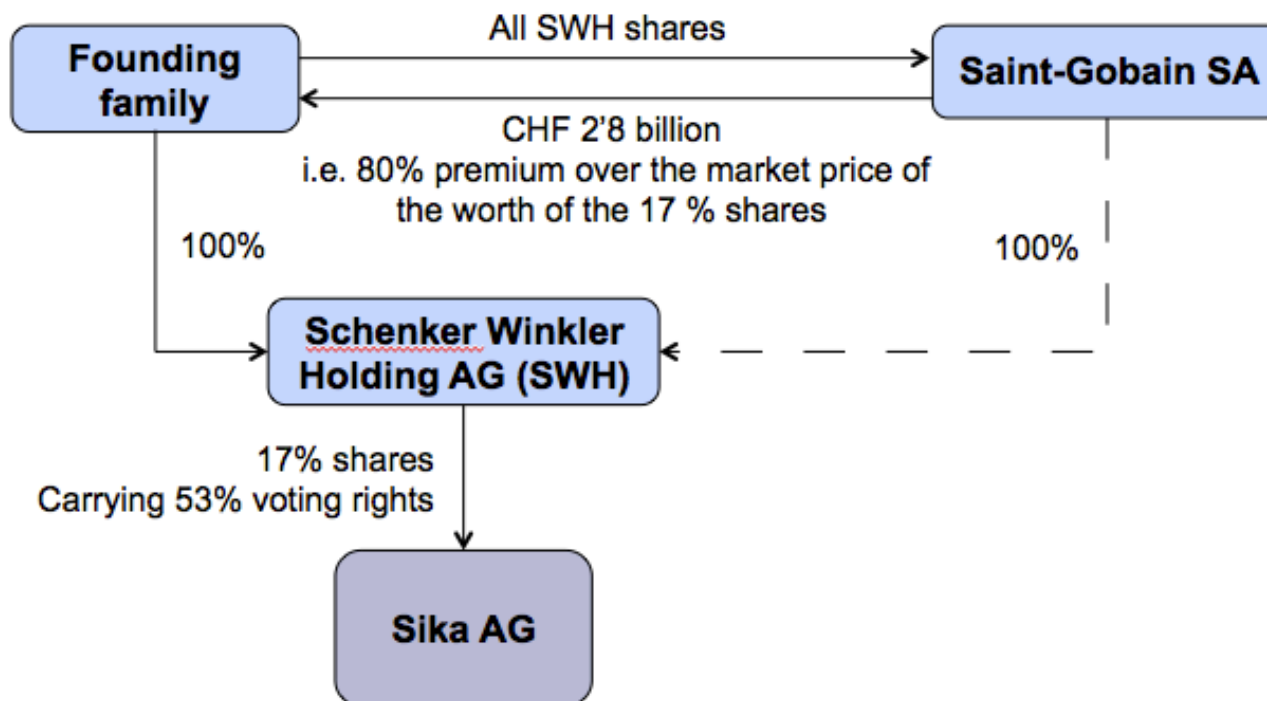 All SWH shares
Founding
family
Saint-Gobain SA
CHF 2'8 billion
i.e. 80% premium over the market price of
the worth of the 17 % shares
100%
100%
Schenker Winkler
Holding AG (SWH)
17% shares
Carrying 53% voting rights
Sika AG